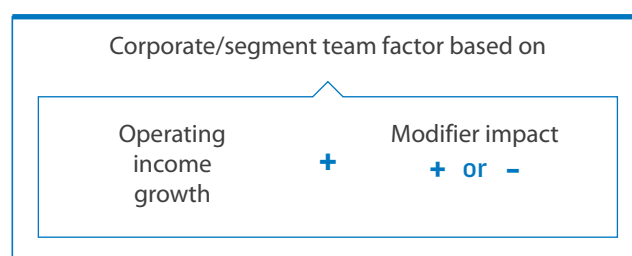 Corporate/segment team factor based on
Operating
income
growth
+
Modifier impact
+ or –